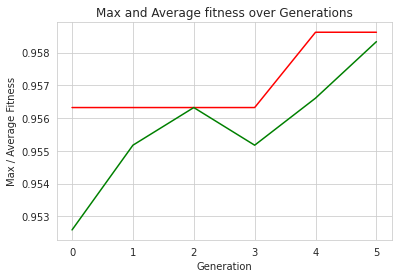 Max and Average fitness over Generations
Max / Average Fitness
0.958
0.957
0.956
0.955
0.954
0.953
0 1 2 3 4 5
Generation